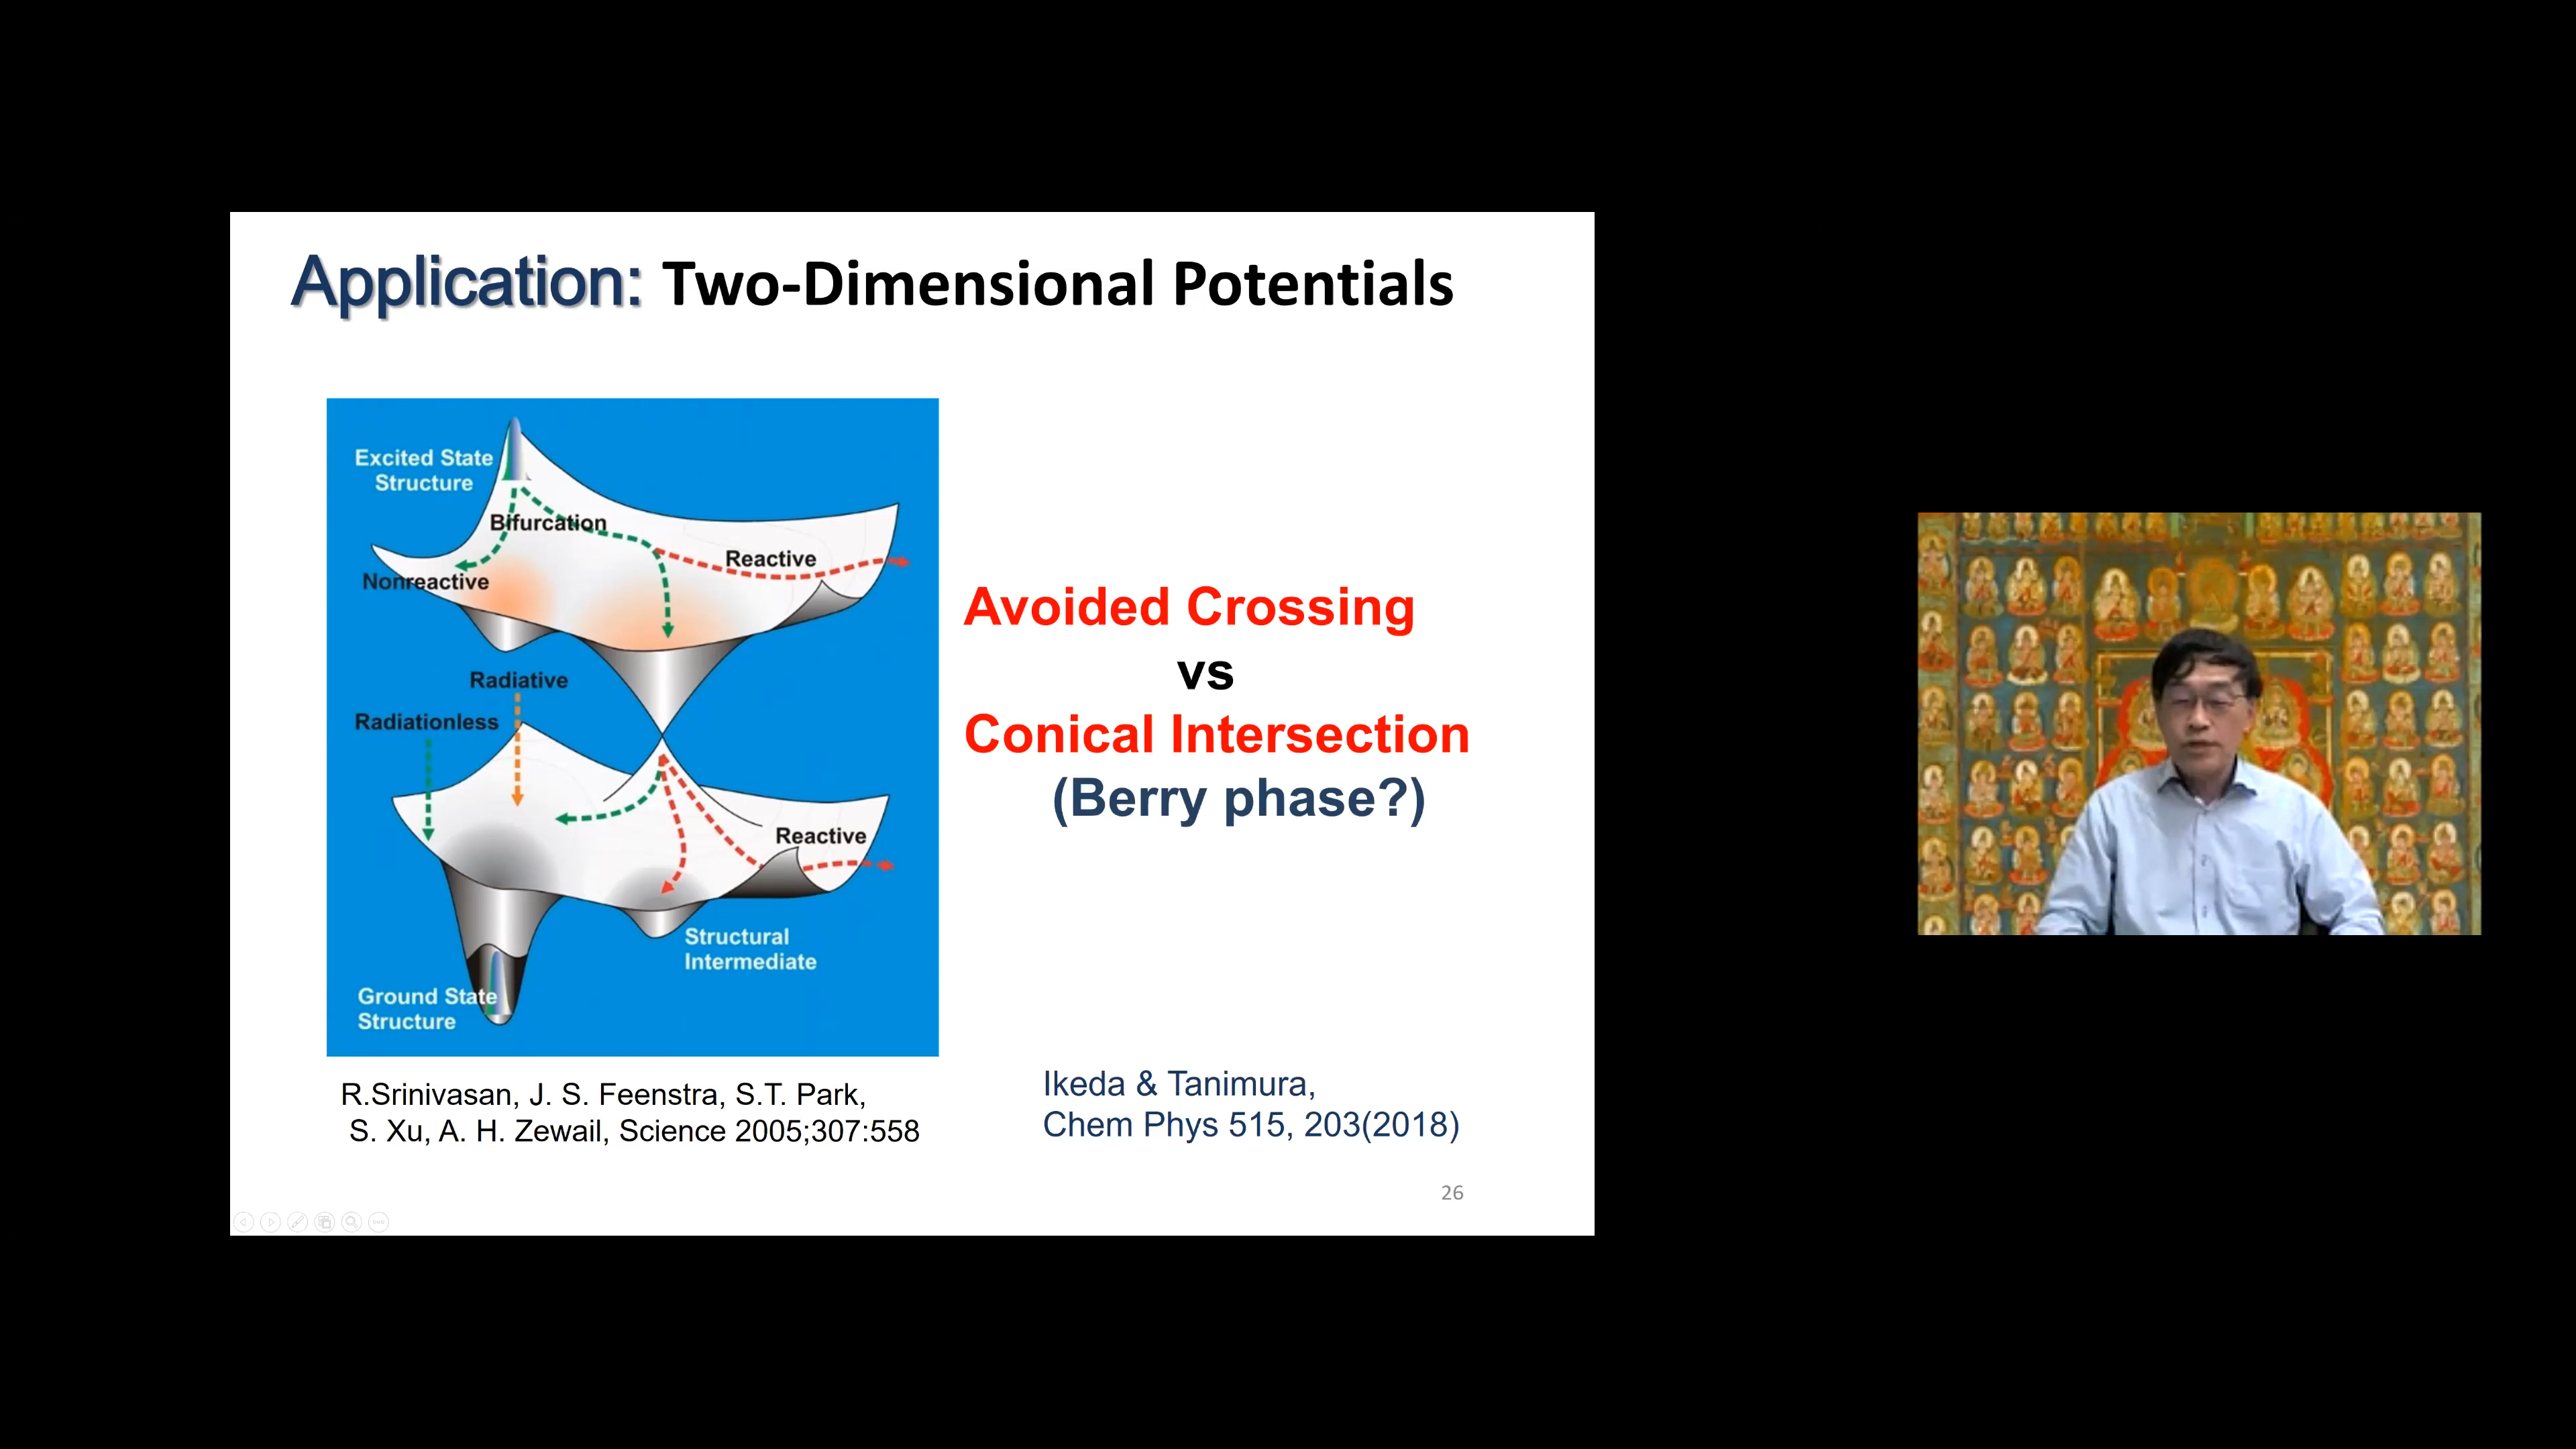 Application: Two-Dimensional Potentials
Excited State
Structure
Bifurcation
Reactive
Nonreactive
Radiative
Radiationless
Reactive
Structural
Intermediate
Ground State
Structure
Avoided Crossing
vs
Conical Intersection
(Berry phase?)
R.Srinivasan, J. S. Feenstra, S.T. Park,
S. Xu, A. H. Zewail, Science 2005;307:558
Ikeda & Tanimura,
Chem Phys 515, 203(2018)
26